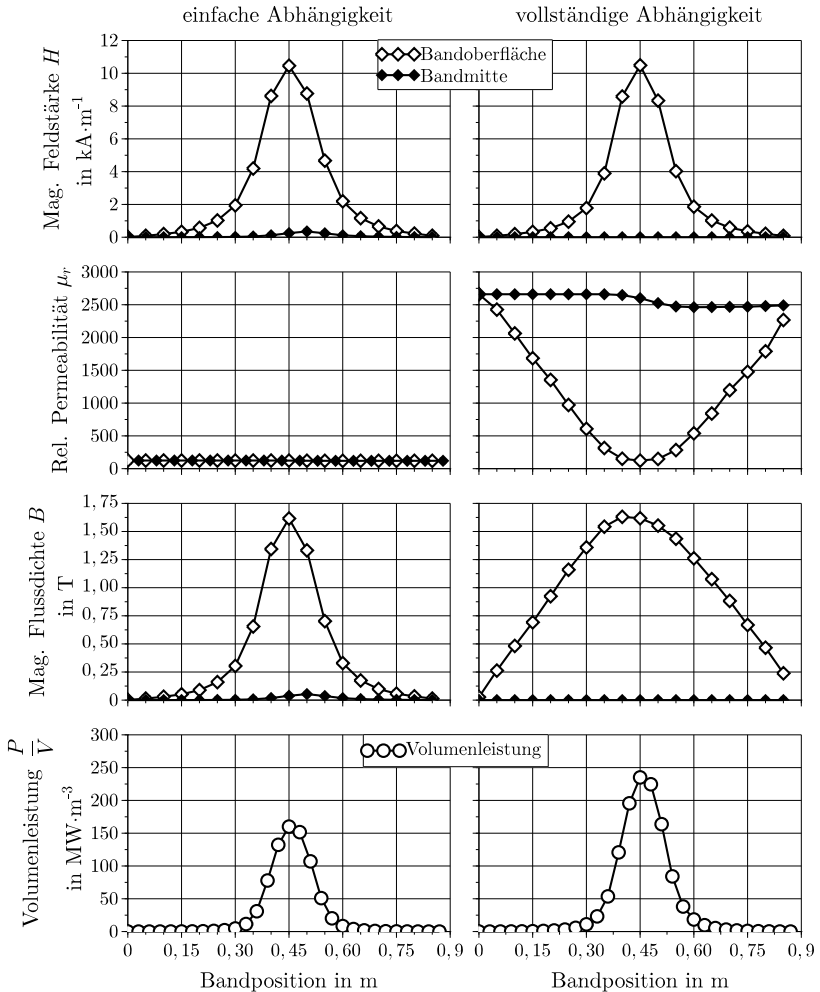 einfache Abhängigkeit
vollständige Abhängigkeit
Mag. Feldstärke H
in kA·m⁻¹
12
10
8
6
4
2
0
Bandoberfläche
Bandmitte
Rel. Permeabilität μr
3000
2500
2000
1500
1000
500
0
Mag. Flussdichte B
in T
1,75
1,50
1,25
1,00
0,75
0,50
0,25
0
Volumenleistung P/V
in MW·m⁻³
300
250
200
150
100
50
0
Volumenleistung
0 0,15 0,30 0,45 0,60 0,75 0,9
0 0,15 0,30 0,45 0,60 0,75 0,9
Bandposition in m
Bandposition in m